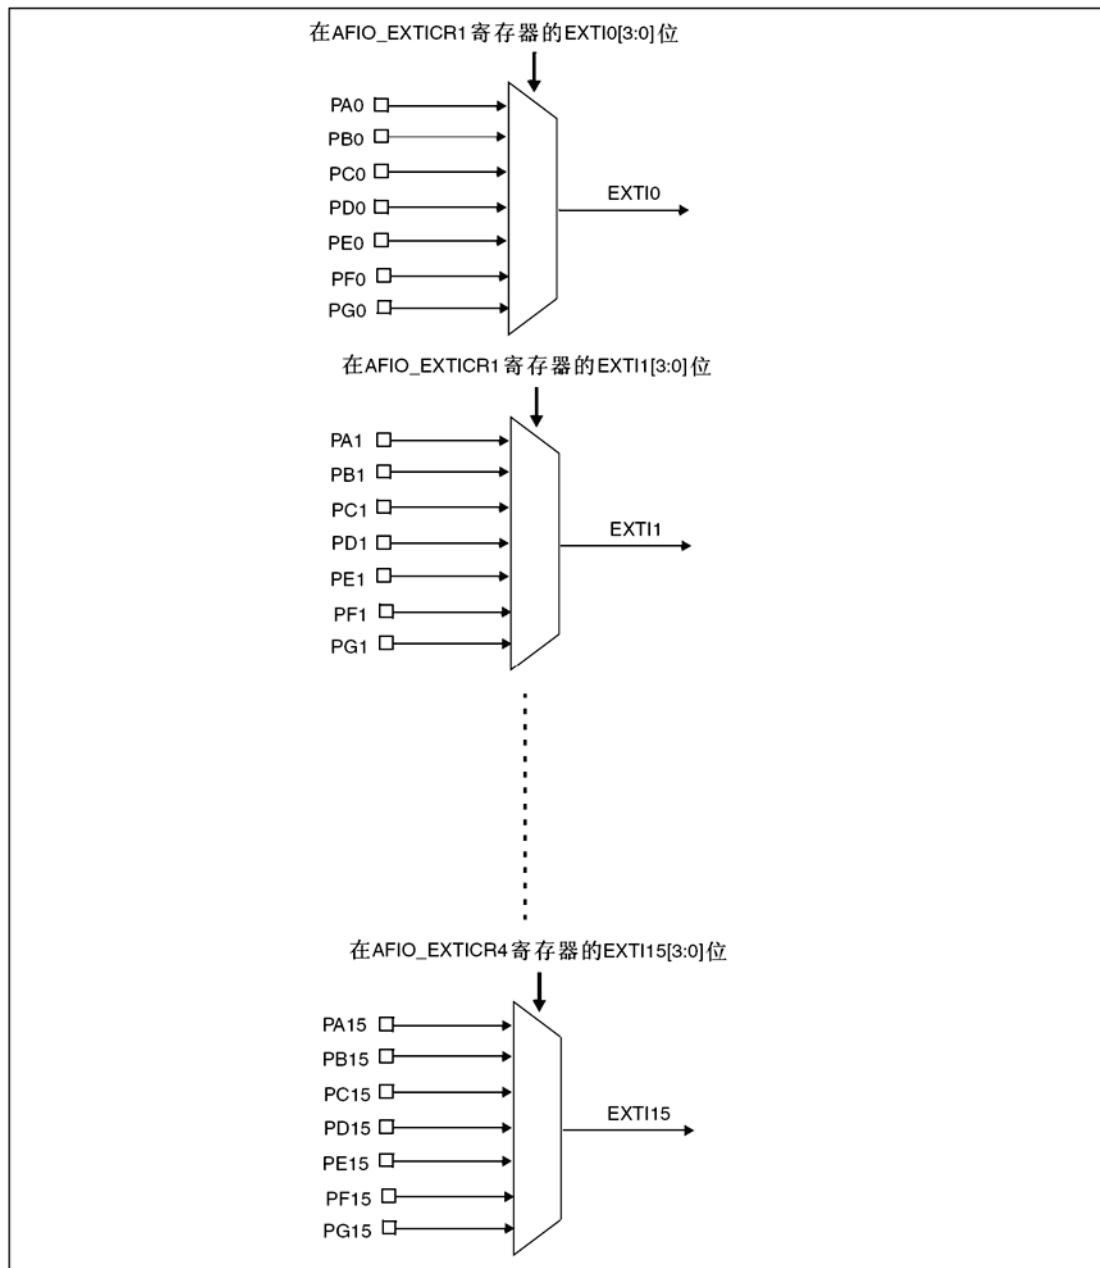 在AFIO_EXTICR1寄存器的EXTI0[3:0]位
PA0
PB0
PC0
PD0
EXTI0
PE0
PF0
PG0
在AFIO_EXTICR1寄存器的EXTI1[3:0]位
PA1
PB1
PC1
PD1
EXTI1
PE1
PF1
PG1
在AFIO_EXTICR4寄存器的EXTI15[3:0]位
PA15
PB15
PC15
PD15
EXTI15
PE15
PF15
PG15